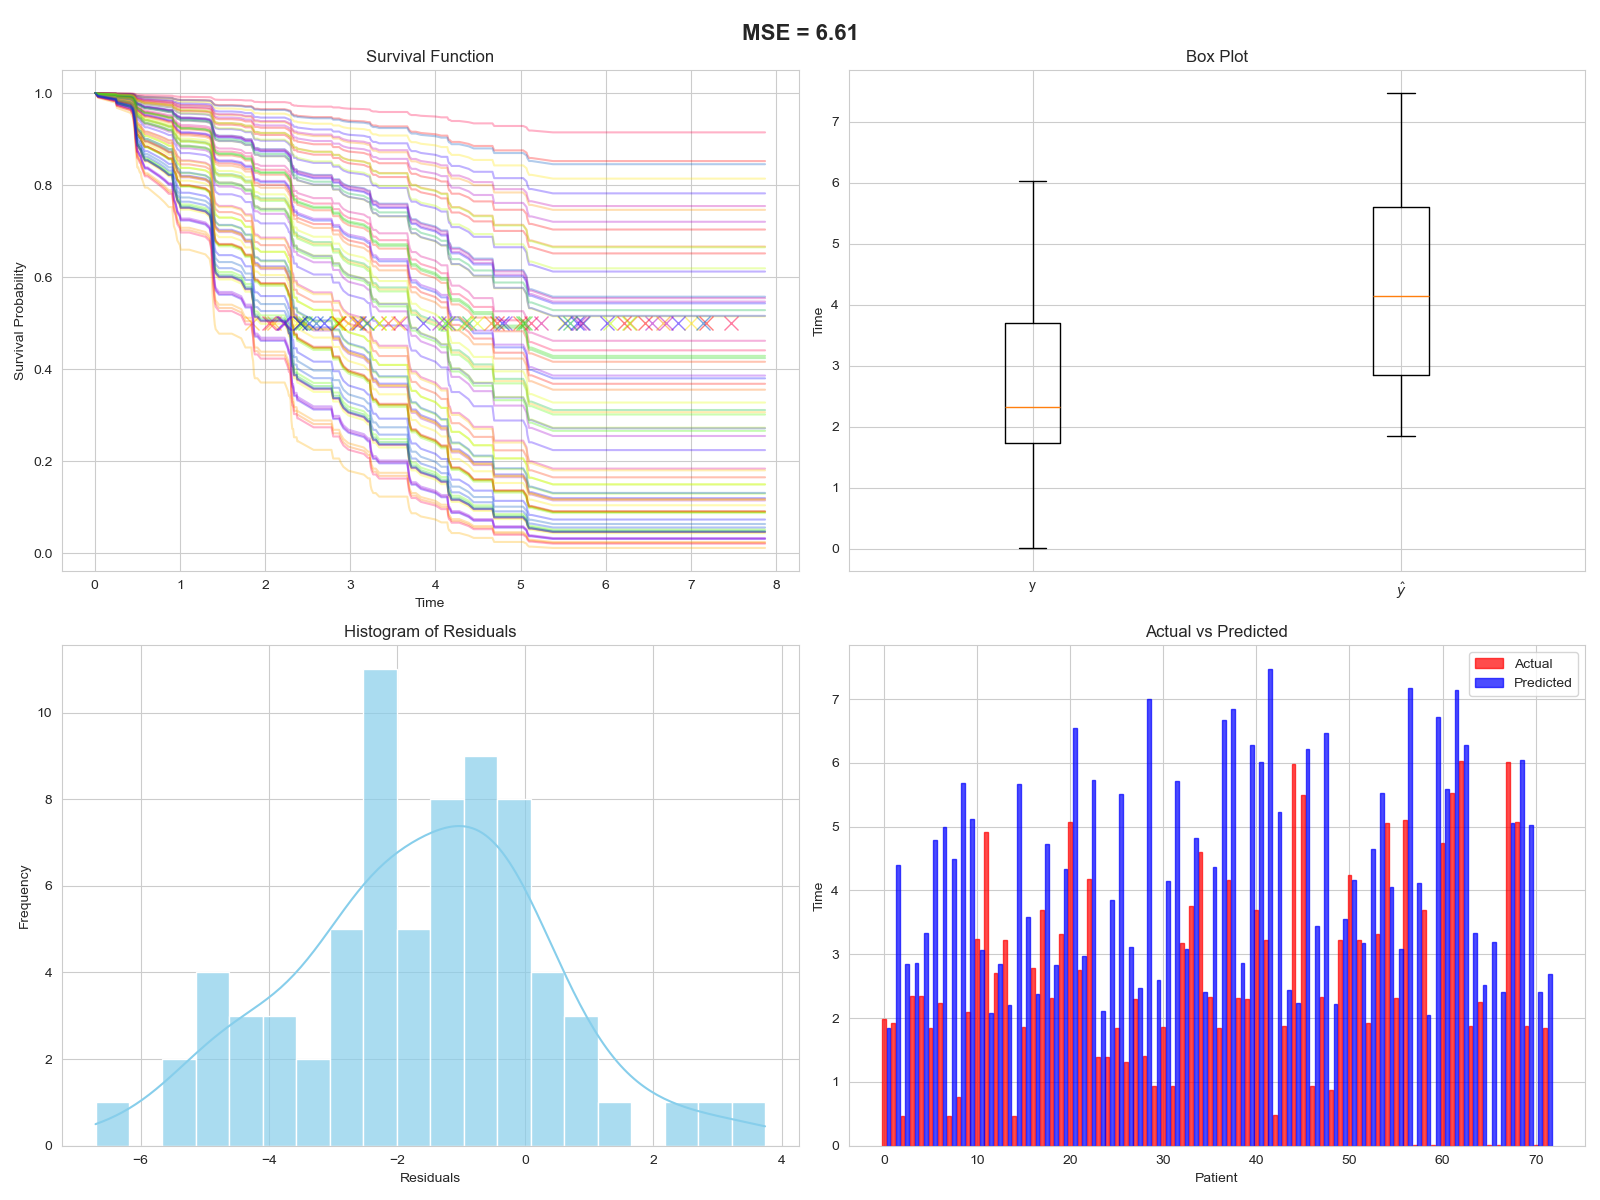 MSE = 6.61
Survival Function
Survival Probability
1.0
0.8
0.6
0.4
0.2
0.0
0 1 2 3 4 5 6 7 8
Time
Box Plot
Time
7
6
5
4
3
2
1
0
y ŷ
Histogram of Residuals
Frequency
10
8
6
4
2
0
−6 −4 −2 0 2 4
Residuals
Actual vs Predicted
Actual
Predicted
Time
7
6
5
4
3
2
1
0
0 10 20 30 40 50 60 70
Patient